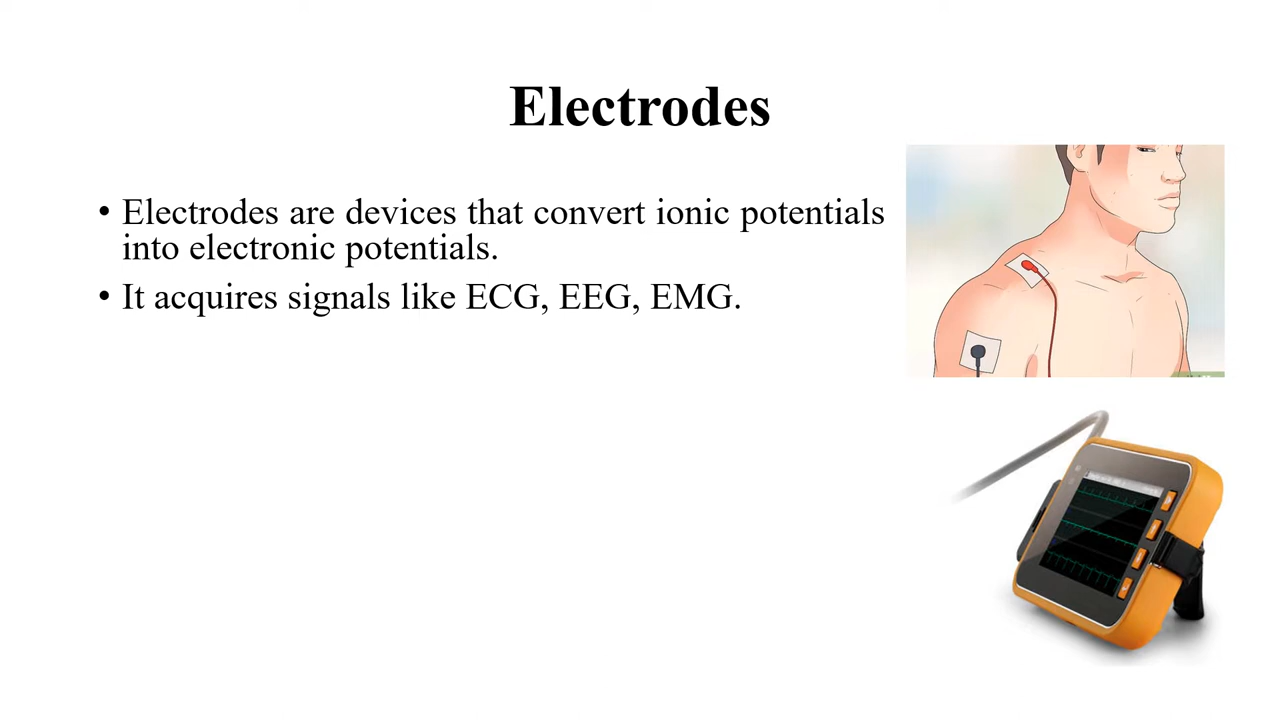 Electrodes
• Electrodes are devices that convert ionic potentials
into electronic potentials.
• It acquires signals like ECG, EEG, EMG.